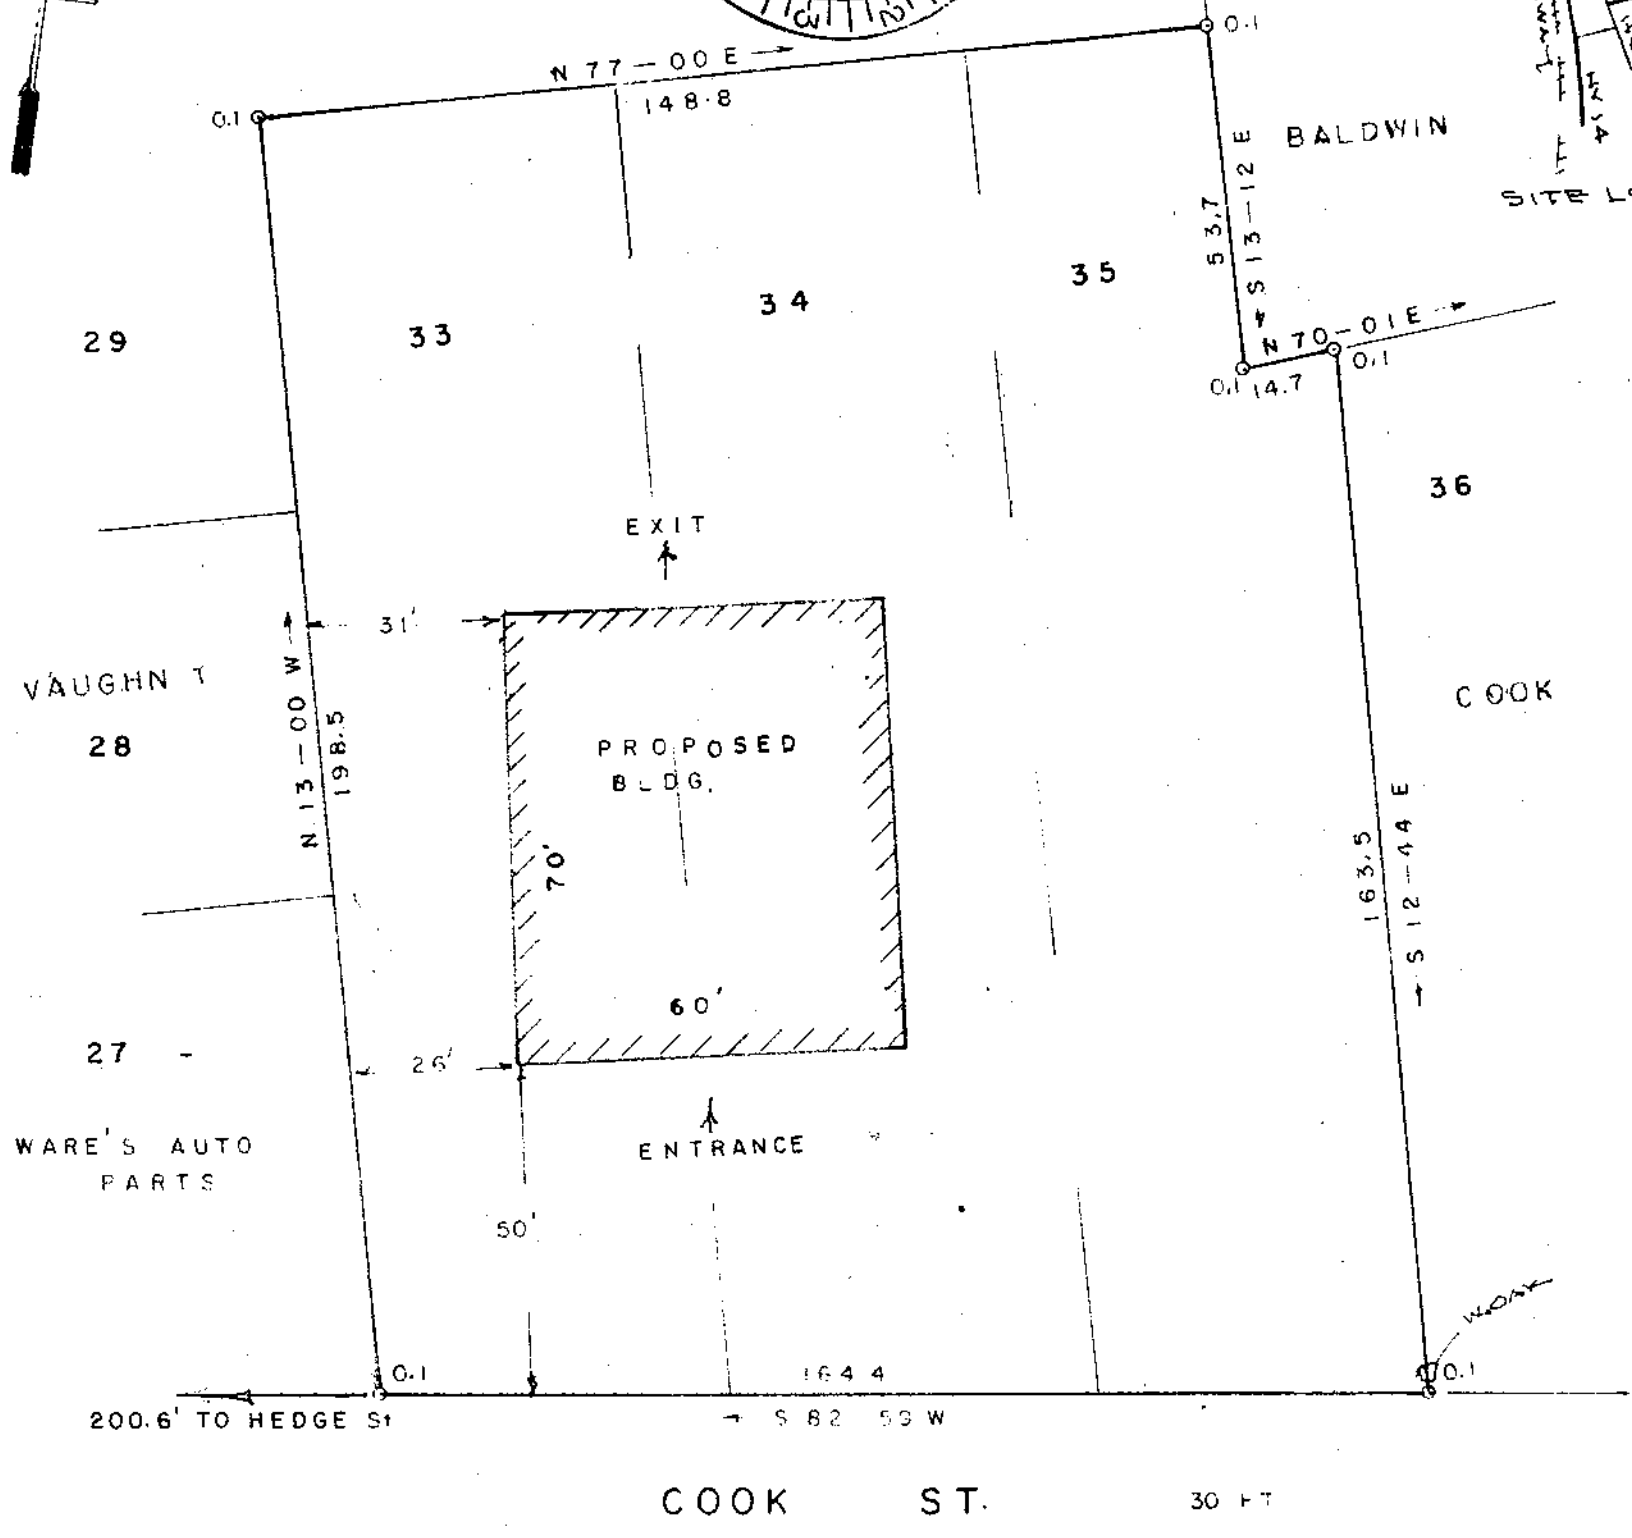 0.1
N 77-00 E
148.8
0.1
BALDWIN
53.7
S 13-12 E
SITE
29
33
34
35
N 70-01 E
0.1
0.1
14.7
36
EXIT
31'
VAUGHN
28
N 13-00 W
198.5
PROPOSED
BLDG.
70'
60'
COOK
163.5
S 12-44 E
27
26'
WARE'S AUTO
PARTS
ENTRANCE
50'
0.1
164 4
W.OAK
0.1
200.6' TO HEDGE St
S 82 59 W
COOK ST.
30 FT